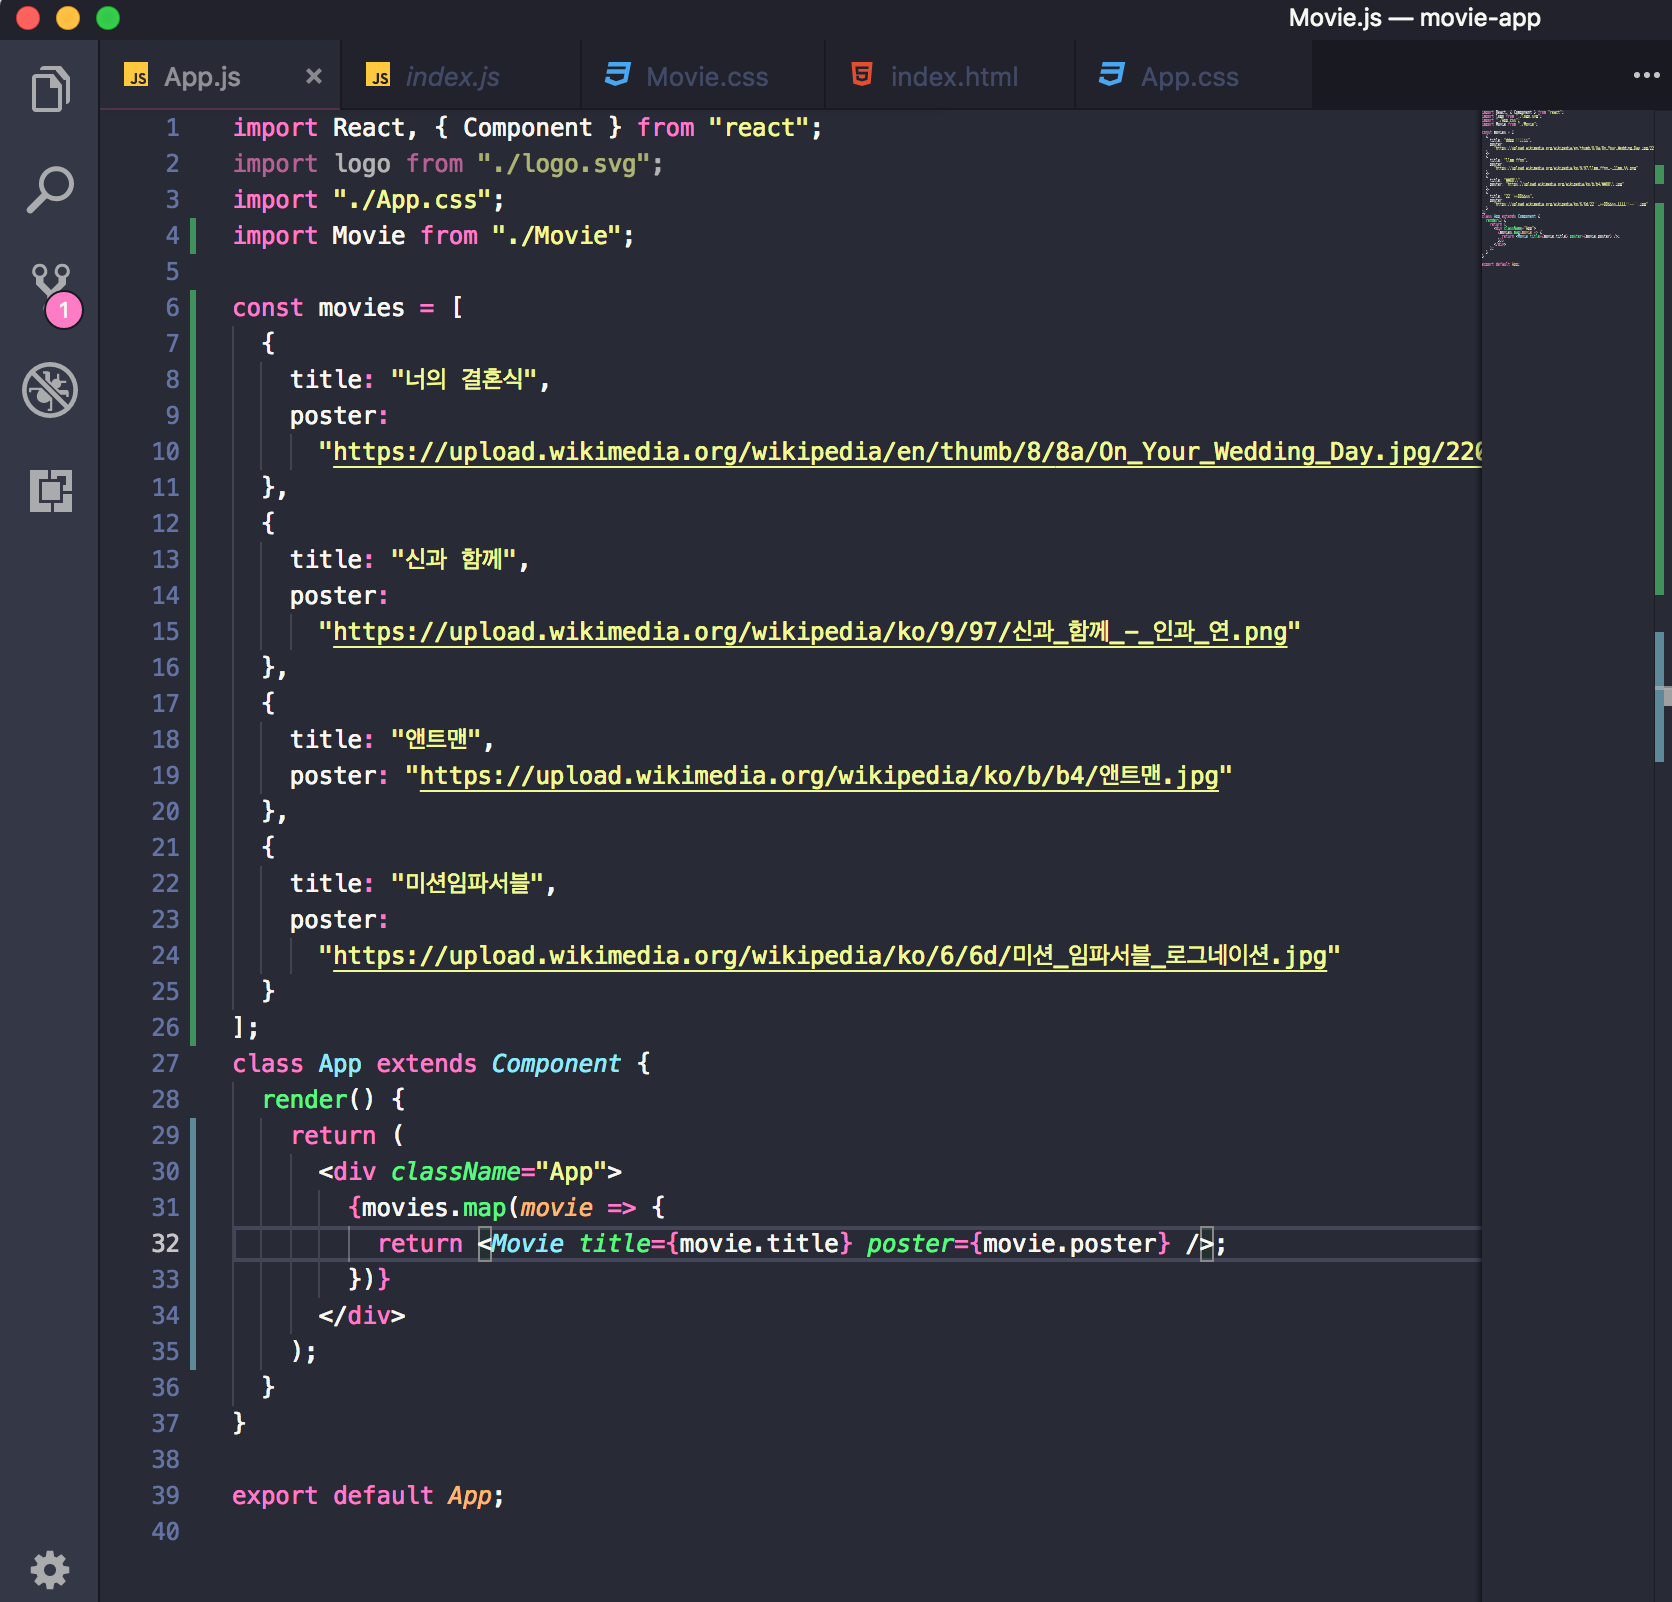 Movie.js — movie-app
App.js × index.js Movie.css index.html App.css
1 import React, { Component } from "react";
2 import logo from "./logo.svg";
3 import "./App.css";
4 import Movie from "./Movie";
5
6 const movies = [
7 {
8 title: "너의 결혼식",
9 poster:
10 "https://upload.wikimedia.org/wikipedia/en/thumb/8/8a/On_Your_Wedding_Day.jpg/220
11 },
12 {
13 title: "신과 함께",
14 poster:
15 "https://upload.wikimedia.org/wikipedia/ko/9/97/신과_함께_-_인과_연.png"
16 },
17 {
18 title: "앤트맨",
19 poster: "https://upload.wikimedia.org/wikipedia/ko/b/b4/앤트맨.jpg"
20 },
21 {
22 title: "미션임파서블",
23 poster:
24 "https://upload.wikimedia.org/wikipedia/ko/6/6d/미션_임파서블_로그네이션.jpg"
25 }
26 ];
27 class App extends Component {
28 render() {
29 return (
30 <div className="App">
31 {movies.map(movie => {
32 return <Movie title={movie.title} poster={movie.poster} />;
33 })}
34 </div>
35 );
36 }
37 }
38
39 export default App;
40
1